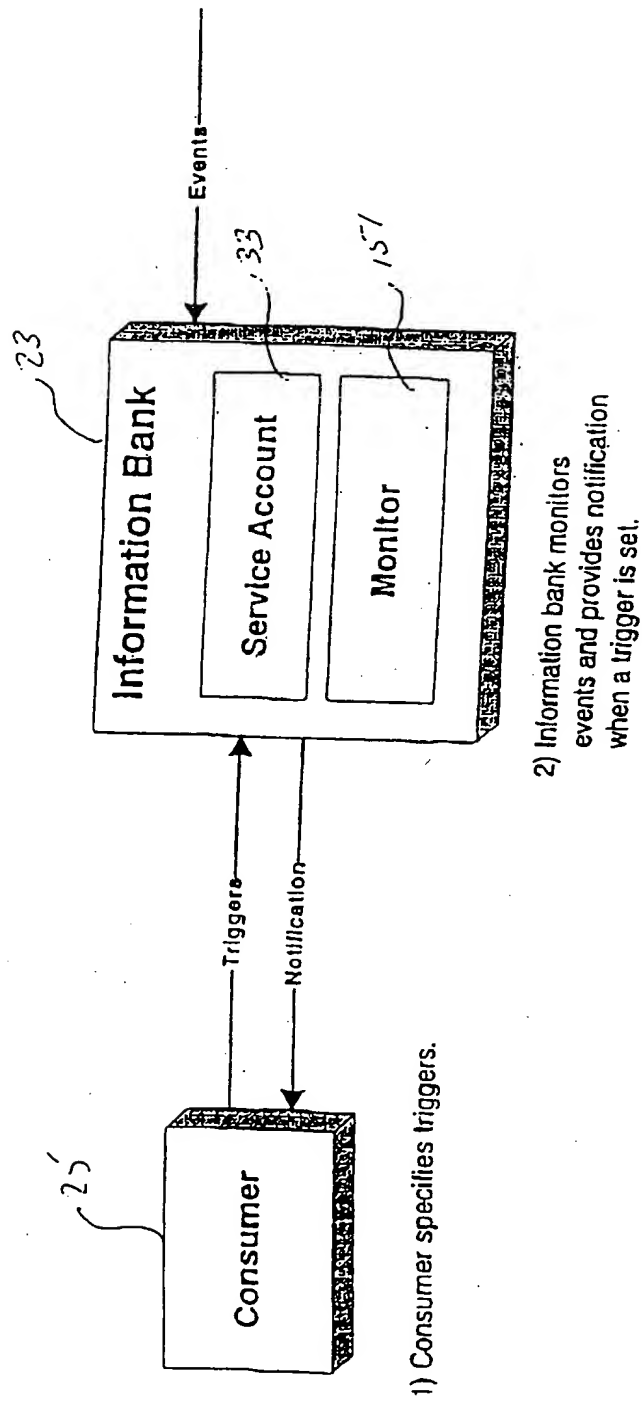 23
Information Bank
Service Account
33
Monitor
151
Events
Triggers
Notification
25
Consumer
1) Consumer specifies triggers.
2) Information bank monitors
events and provides notification
when a trigger is set.